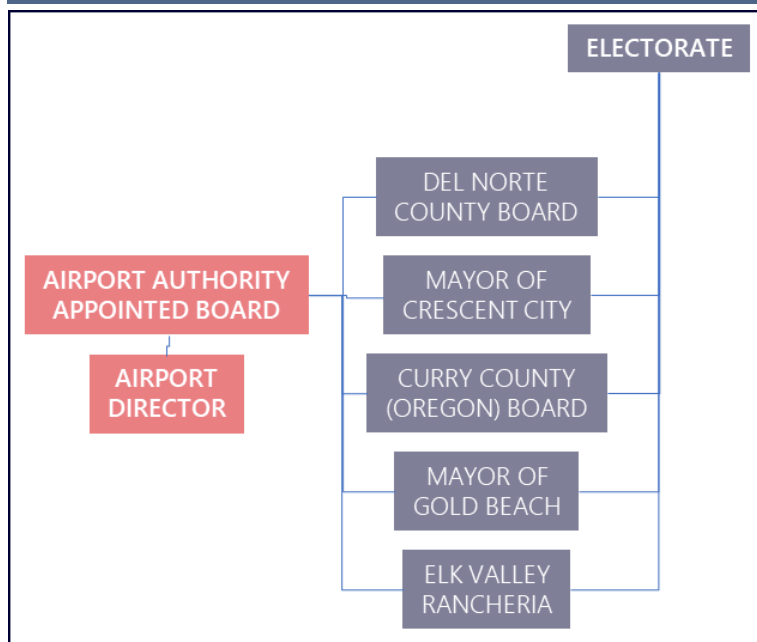 ELECTORATE
DEL NORTE
COUNTY BOARD
AIRPORT AUTHORITY
APPOINTED BOARD
MAYOR OF
CRESCENT CITY
AIRPORT
DIRECTOR
CURRY COUNTY
(OREGON) BOARD
MAYOR OF
GOLD BEACH
ELK VALLEY
RANCHERIA